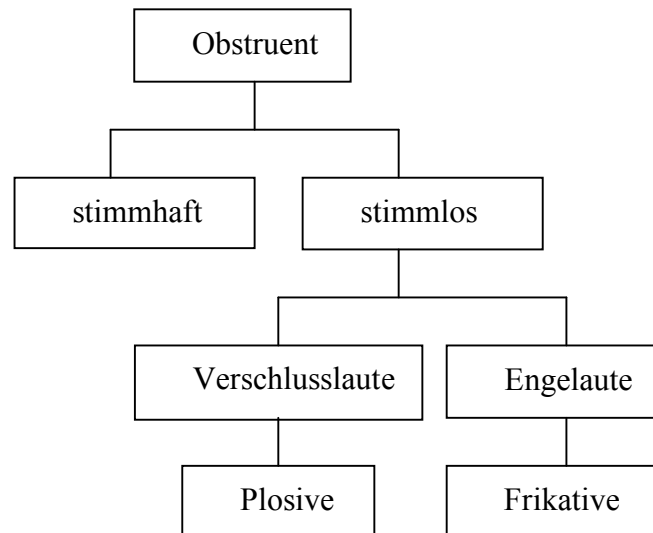 Obstruent
stimmhaft
stimmlos
Verschlusslaute
Engelaute
Plosive
Frikative